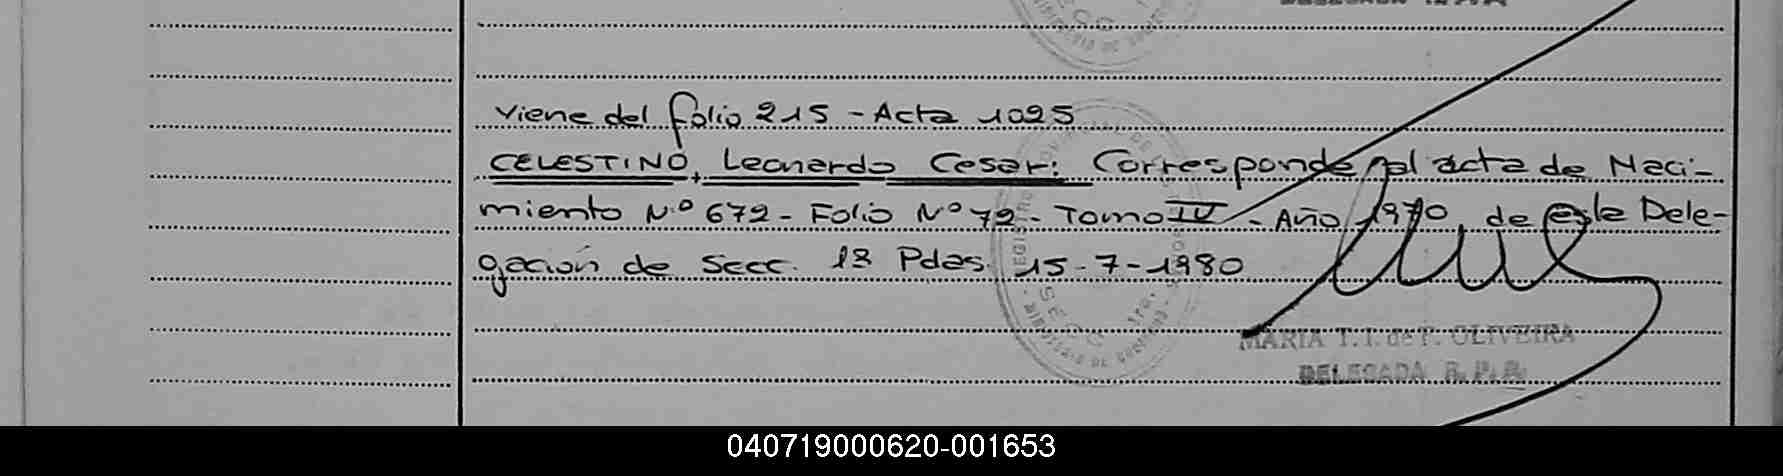 viene del folio 215 - Acta 1025
CELESTINO, Leonardo Cesar: Corresponde al acta de Naci-
miento N.º 672 - Folio Nº 72 - Tomo IV - Año 1970 de esta Dele-
gación de Secc. 13 Pdas. 15-7-1980
MARIA T. I. de F. OLIVEIRA
DELEGADA R. P. P.
040719000620-001653